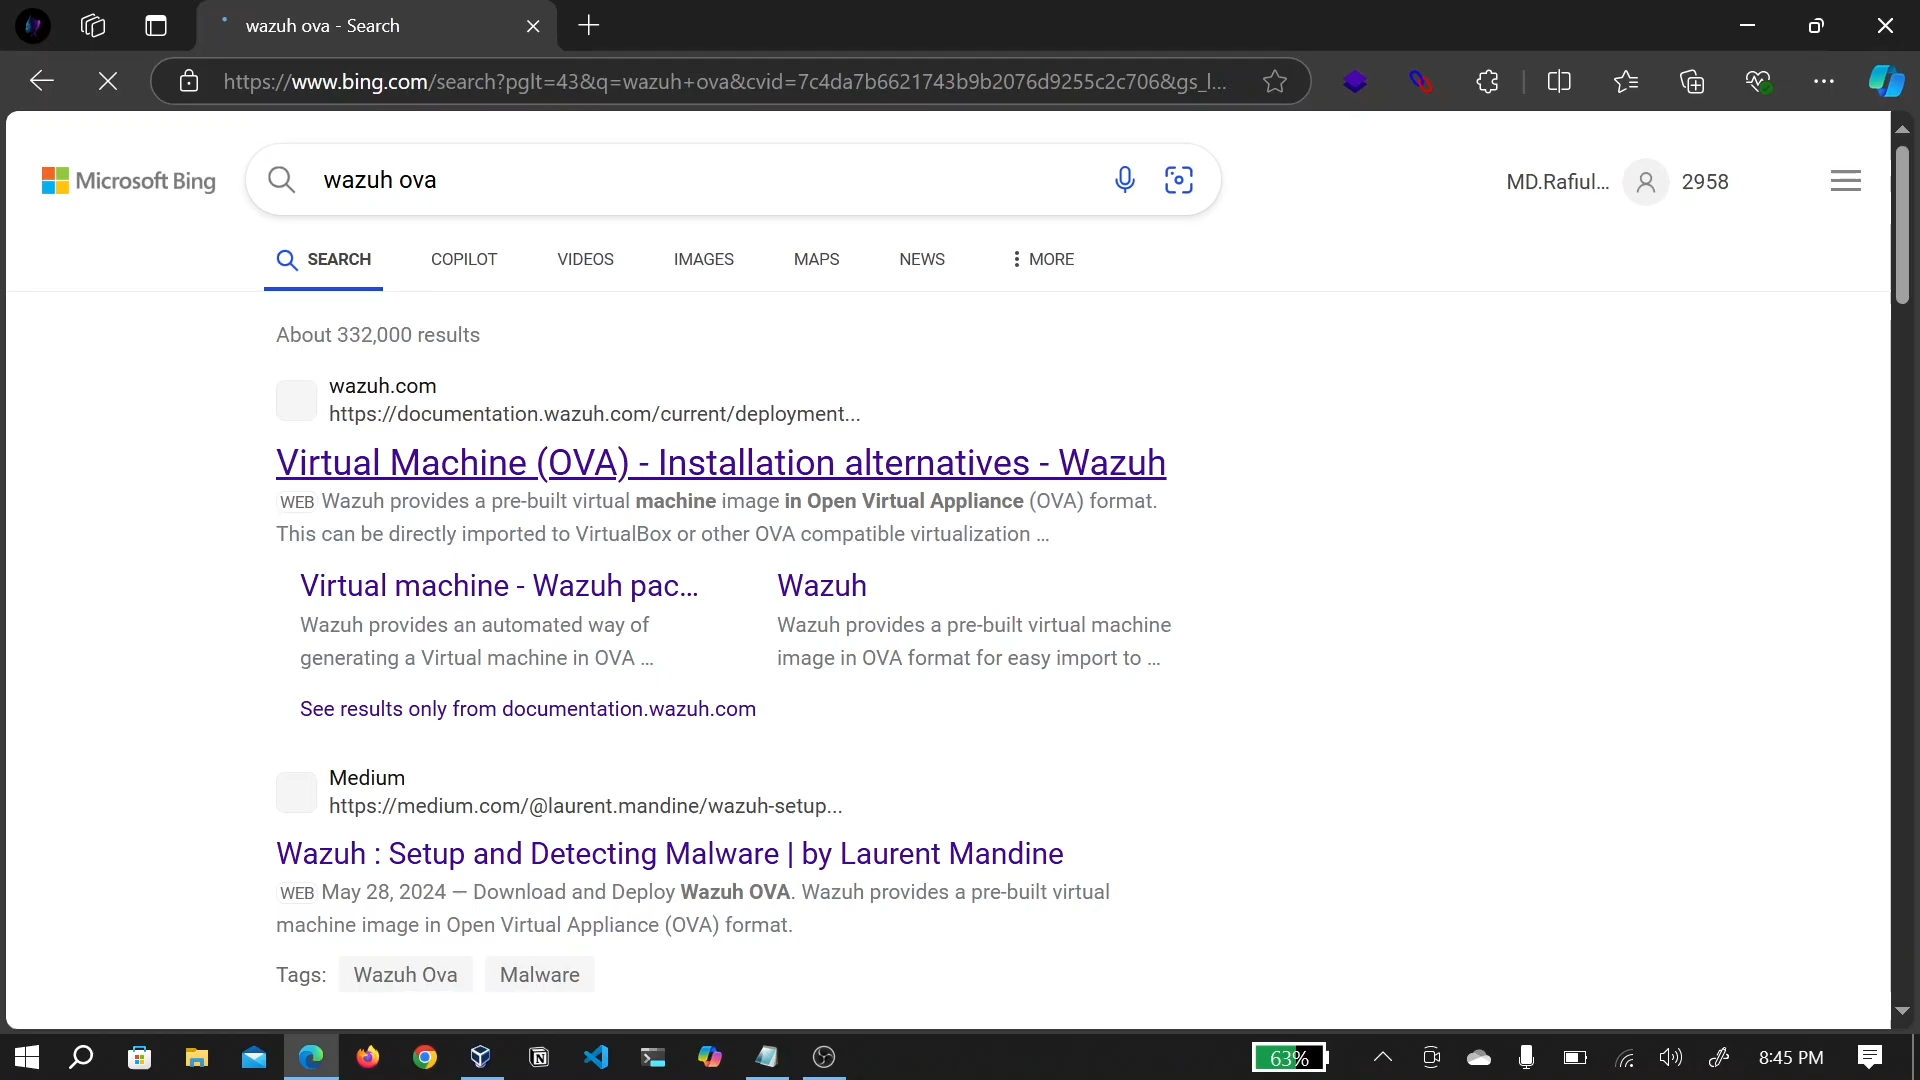 wazuh ova - Search
https://www.bing.com/search?pglt=43&q=wazuh+ova&cvid=7c4da7b6621743b9b2076d9255c2c706&gs_l...
Microsoft Bing
wazuh ova
MD.Rafiul...
2958
SEARCH
COPILOT
VIDEOS
IMAGES
MAPS
NEWS
MORE
About 332,000 results
wazuh.com
https://documentation.wazuh.com/current/deployment...
Virtual Machine (OVA) - Installation alternatives - Wazuh
WEB Wazuh provides a pre-built virtual machine image in Open Virtual Appliance (OVA) format.
This can be directly imported to VirtualBox or other OVA compatible virtualization ...
Virtual machine - Wazuh pac...
Wazuh provides an automated way of
generating a Virtual machine in OVA ...
Wazuh
Wazuh provides a pre-built virtual machine
image in OVA format for easy import to ...
See results only from documentation.wazuh.com
Medium
https://medium.com/@laurent.mandine/wazuh-setup...
Wazuh : Setup and Detecting Malware | by Laurent Mandine
WEB May 28, 2024 — Download and Deploy Wazuh OVA. Wazuh provides a pre-built virtual
machine image in Open Virtual Appliance (OVA) format.
Tags: Wazuh Ova Malware
63%
8:45 PM